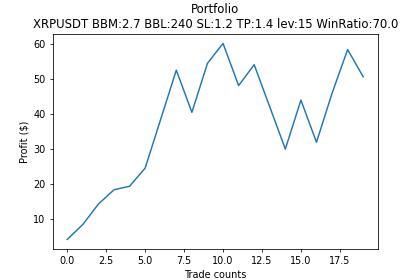 Portfolio
XRPUSDT BBM:2.7 BBL:240 SL:1.2 TP:1.4 lev:15 WinRatio:70.0
60
50
40
30
20
10
Profit ($)
0.0 2.5 5.0 7.5 10.0 12.5 15.0 17.5
Trade counts